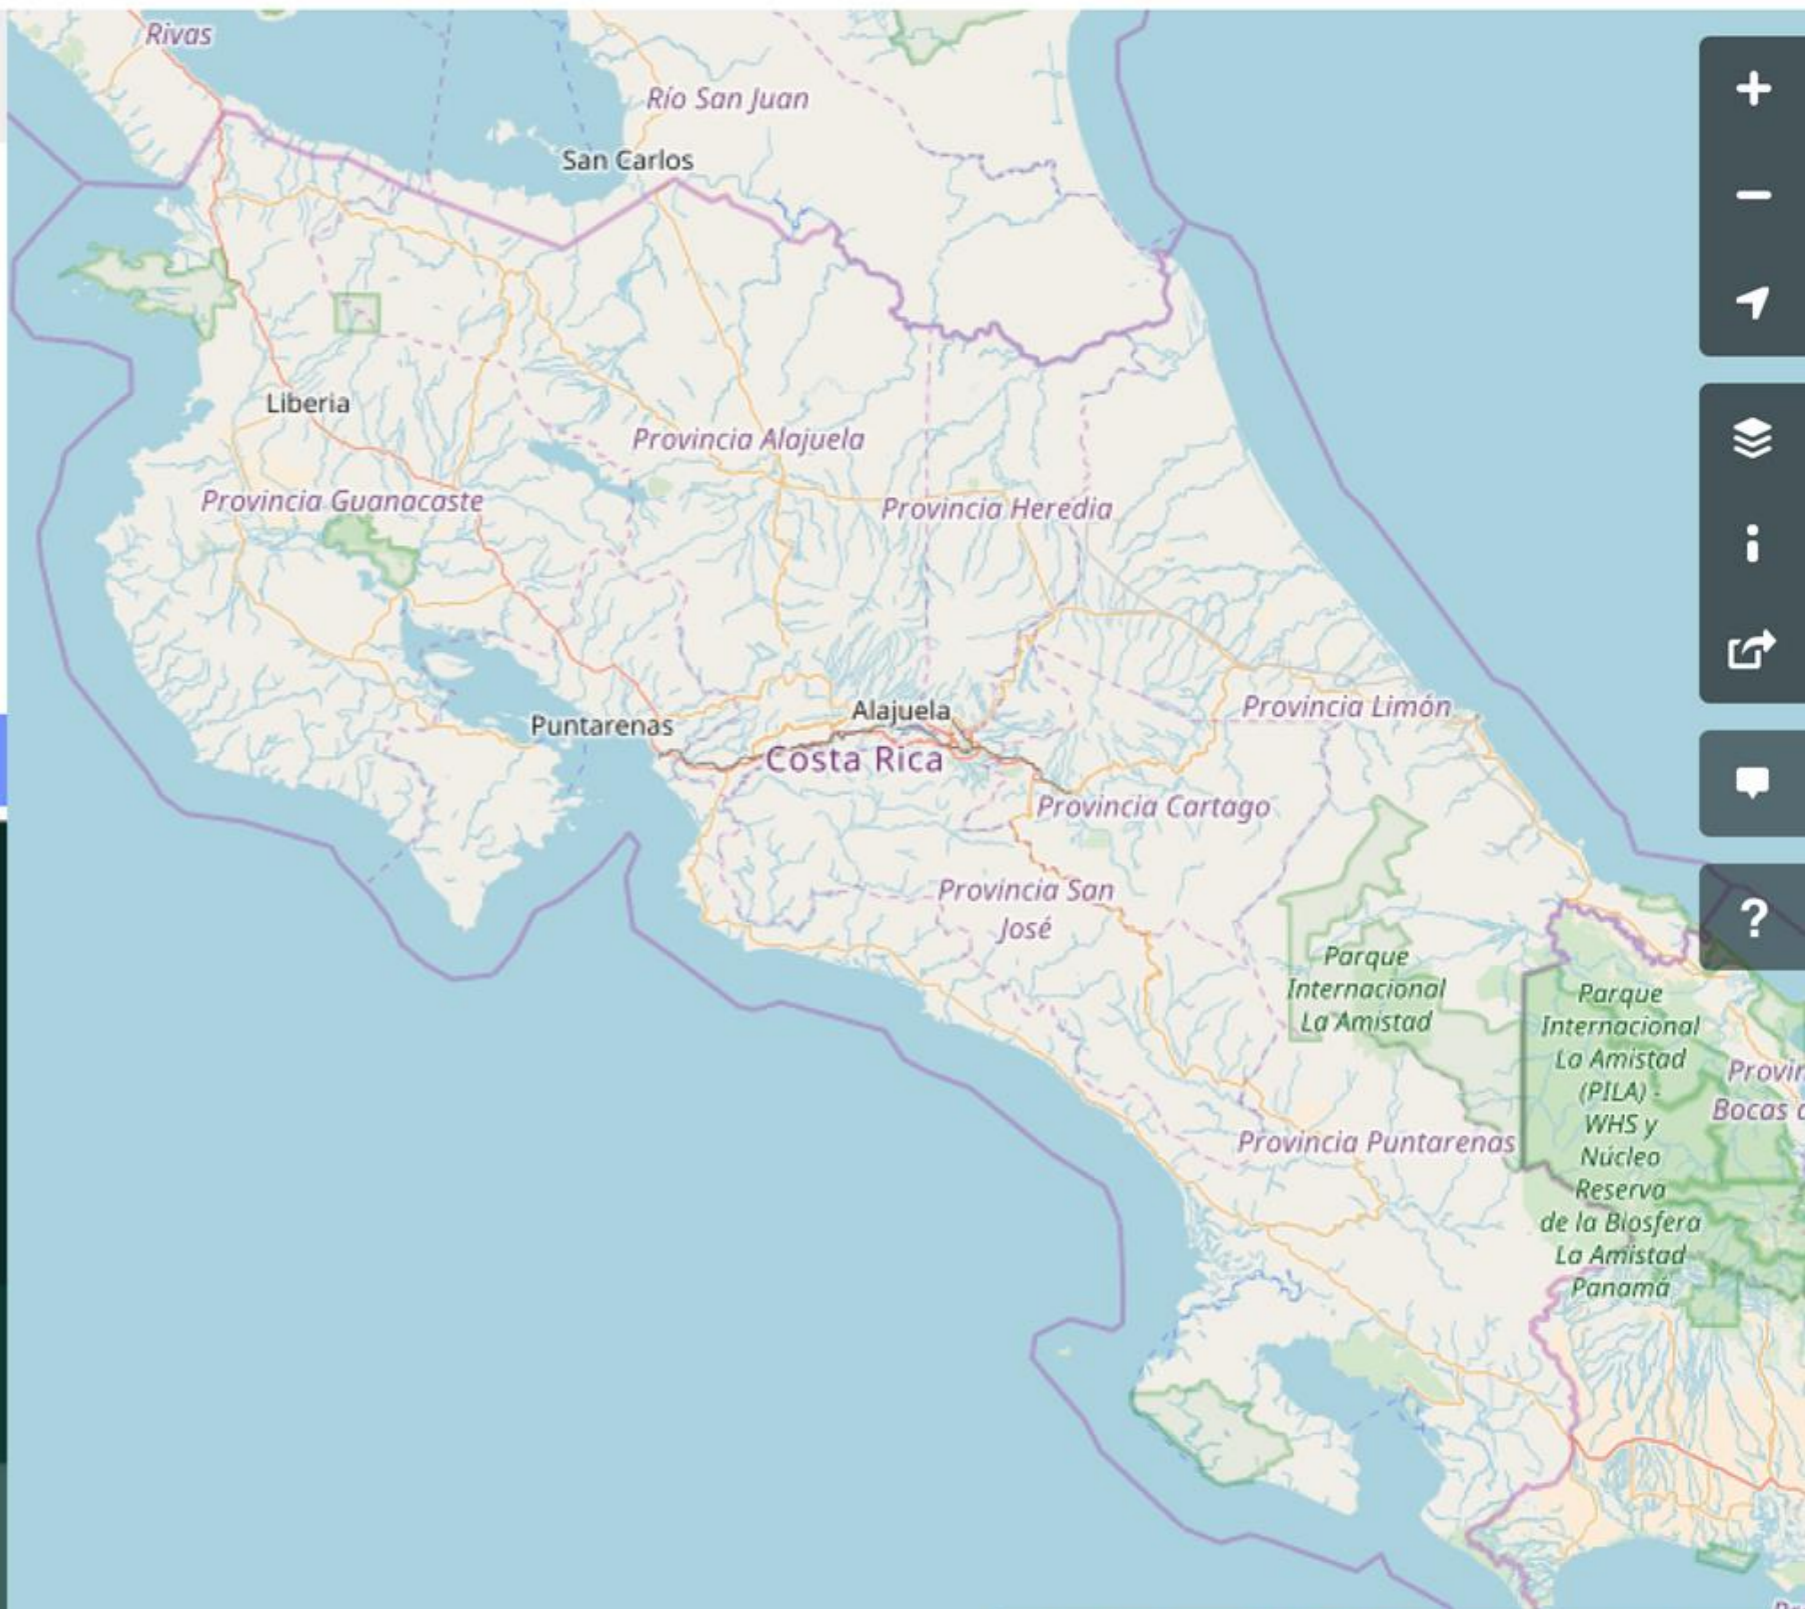 Rivas
Río San Juan
San Carlos
Liberia
Provincia Alajuela
Provincia Guanacaste
Provincia Heredia
Provincia Limón
Alajuela
Puntarenas
Costa Rica
Provincia Cartago
Provincia San
José
?
Parque
Internacional
La Amistad
Parque
Internacional
La Amistad
(PILA) -
WHS y
Núcleo
Reserva
de la Biosfera
La Amistad
Panamá
Provin
Bocas d
Provincia Puntarenas